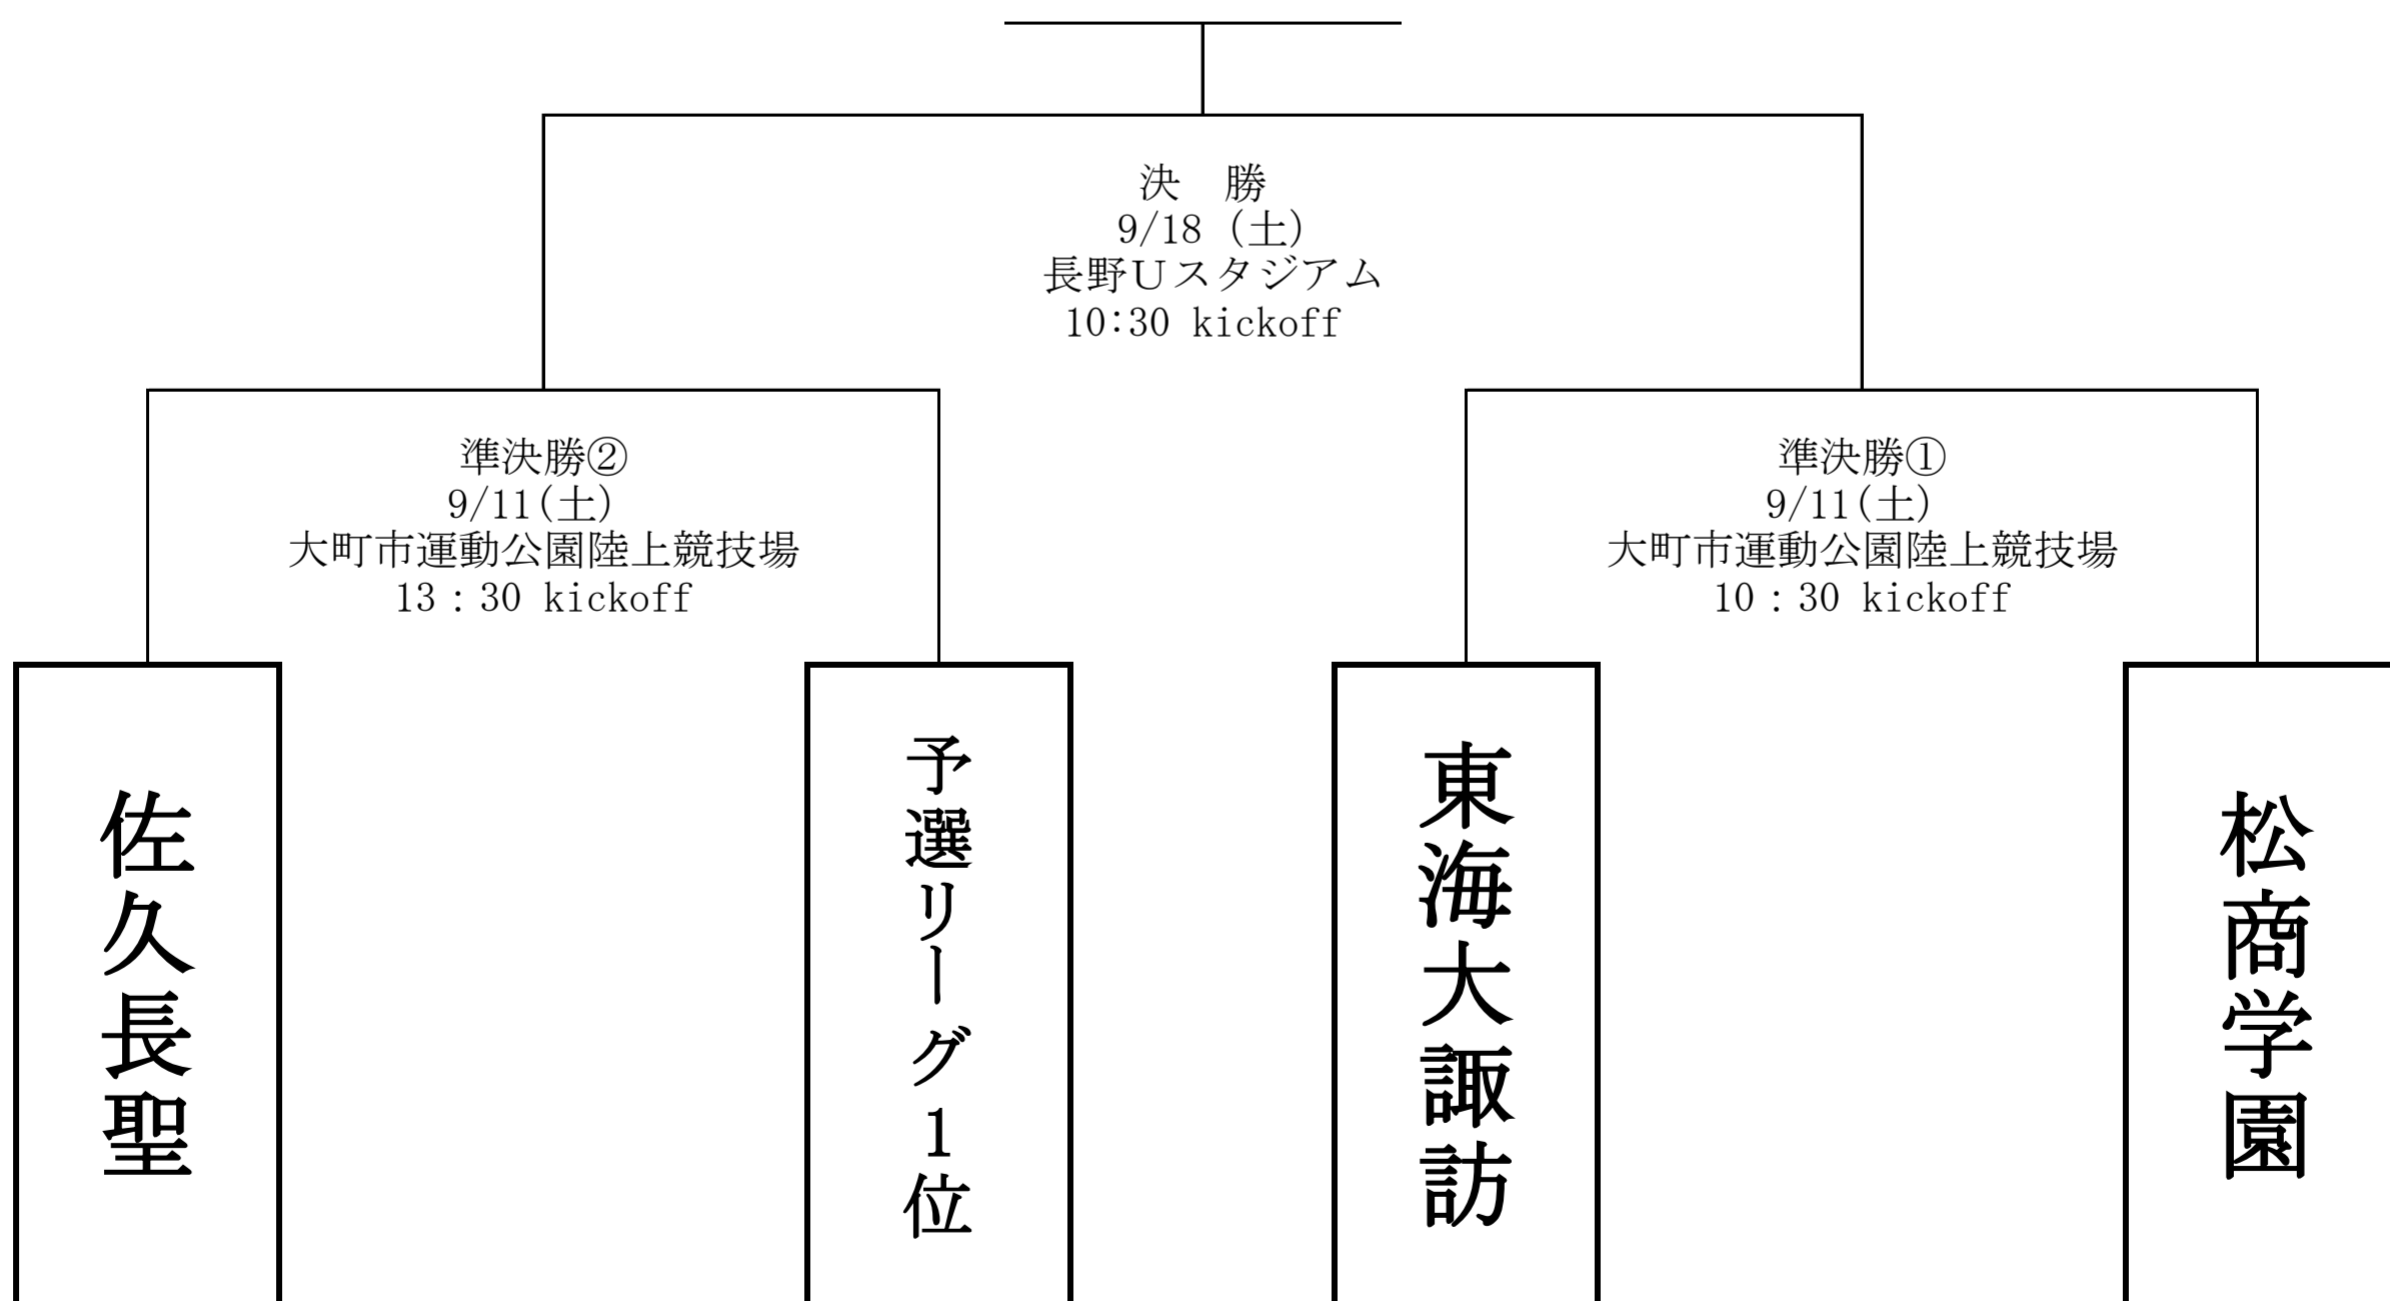 決　勝
9/18 (土)
長野Ｕスタジアム
10:30 kickoff
準決勝②
9/11(土)
大町市運動公園陸上競技場
13：30 kickoff
準決勝①
9/11(土)
大町市運動公園陸上競技場
10：30 kickoff
佐久長聖
予選リーグ1位
東海大諏訪
松商学園